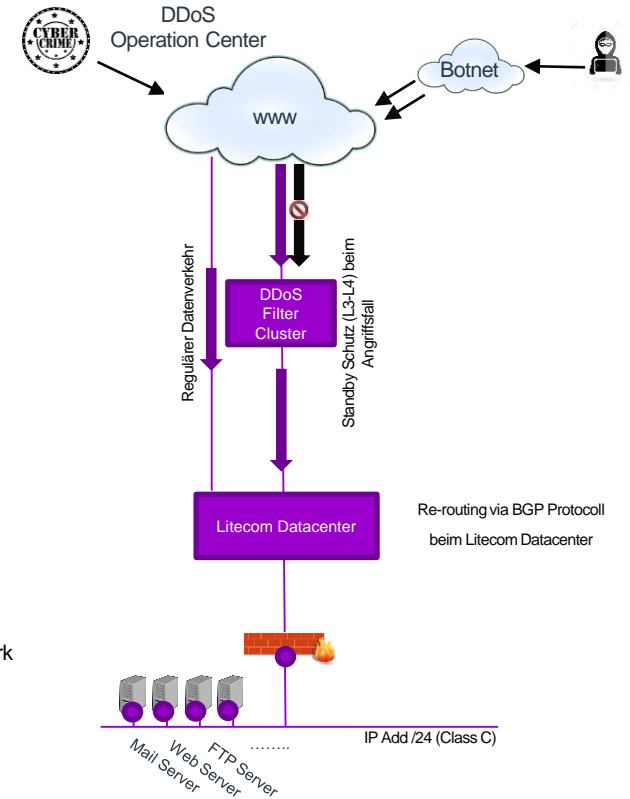 CYBER
CRIME
DDoS
Operation Center
Botnet
www
Regulärer Datenverkehr
DDoS
Filter
Cluster
Standby Schutz (L3-L4) beim
Angriffsfall
Litecom Datacenter
Re-routing via BGP Protocoll
beim Litecom Datacenter
rk
........
IP Add /24 (Class C)
Mail Server
Web Server
FTP Server